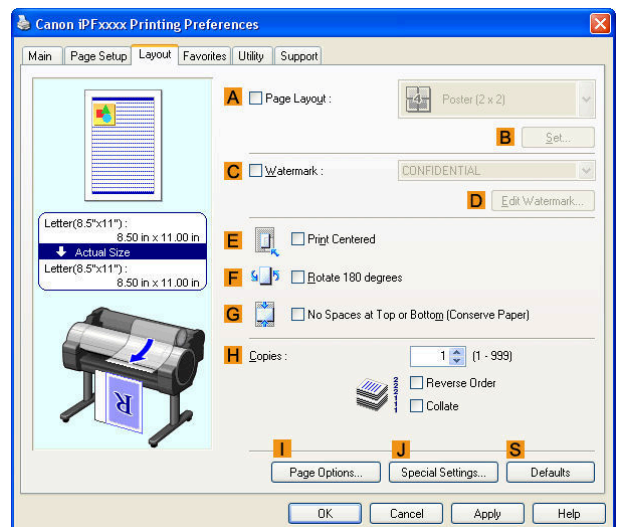 Canon iPFxxxx Printing Preferences
Main Page Setup Layout Favorites Utility Support
A Page Layout : 4 Poster (2 x 2)
B Set...
C Watermark : CONFIDENTIAL
D Edit Watermark...
Letter(8.5"x11") :
8.50 in x 11.00 in
Actual Size
Letter(8.5"x11") :
8.50 in x 11.00 in
E Print Centered
F Rotate 180 degrees
G No Spaces at Top or Bottom (Conserve Paper)
H Copies : 1 (1 - 999)
Reverse Order
Collate
R
I J S
Page Options... Special Settings... Defaults
OK Cancel Apply Help